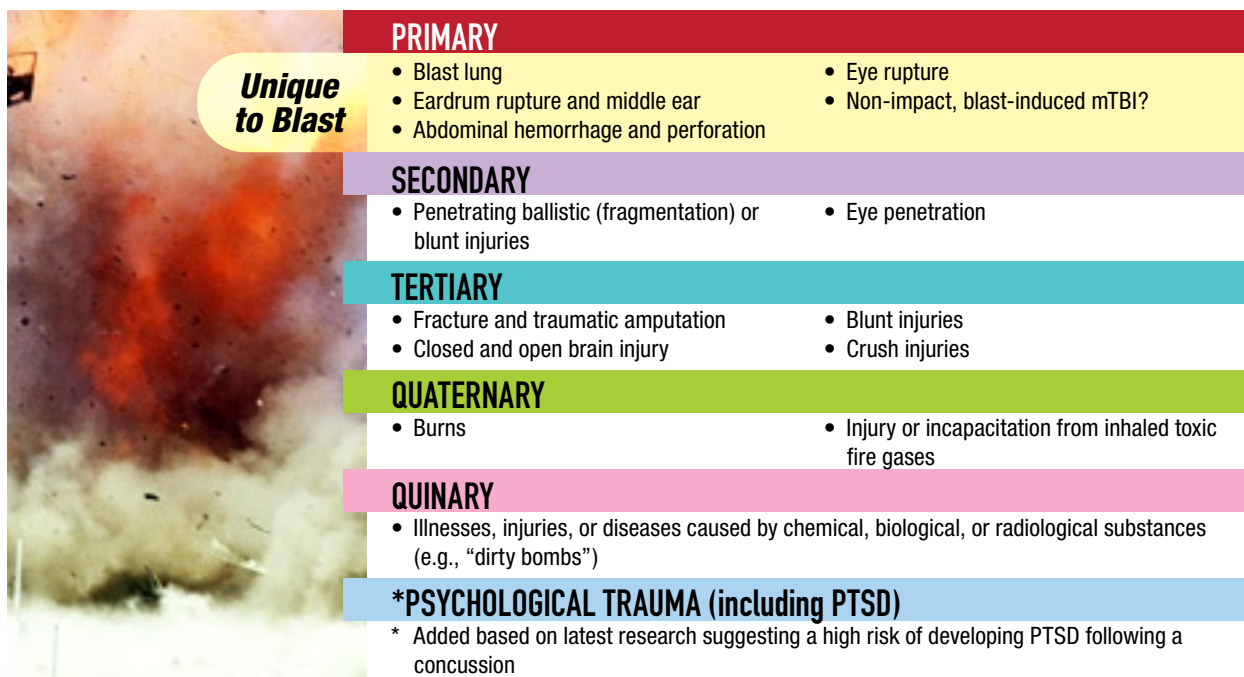 Unique
to Blast
PRIMARY
• Blast lung
• Eardrum rupture and middle ear
• Abdominal hemorrhage and perforation
• Eye rupture
• Non-impact, blast-induced mTBI?
SECONDARY
• Penetrating ballistic (fragmentation) or
blunt injuries
• Eye penetration
TERTIARY
• Fracture and traumatic amputation
• Closed and open brain injury
• Blunt injuries
• Crush injuries
QUATERNARY
• Burns
• Injury or incapacitation from inhaled toxic
fire gases
QUINARY
• Illnesses, injuries, or diseases caused by chemical, biological, or radiological substances
(e.g., “dirty bombs”)
*PSYCHOLOGICAL TRAUMA (including PTSD)
* Added based on latest research suggesting a high risk of developing PTSD following a
concussion